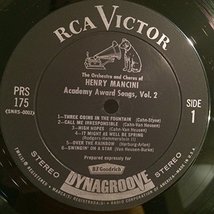 RCA VICTOR
The Orchestra and Chorus of
HENRY MANCINI
Academy Award Songs, Vol. 2
PRS
175
SIDE
1
1-THREE COINS IN THE FOUNTAIN (Cahn-Styne)
2-CALL ME IRRESPONSIBLE (Cahn-Van Heusen)
3-HIGH HOPES (Cahn-Van Heusen)
4-IT MIGHT AS WELL BE SPRING
5-OVER THE RAINBOW (Harburg-Arlen)
6-SWINGIN' ON A STAR (Van Heusen-Burke)
Prepared expressly for
B.F.Goodrich
STEREO
STEREO
DYNAGROOVE